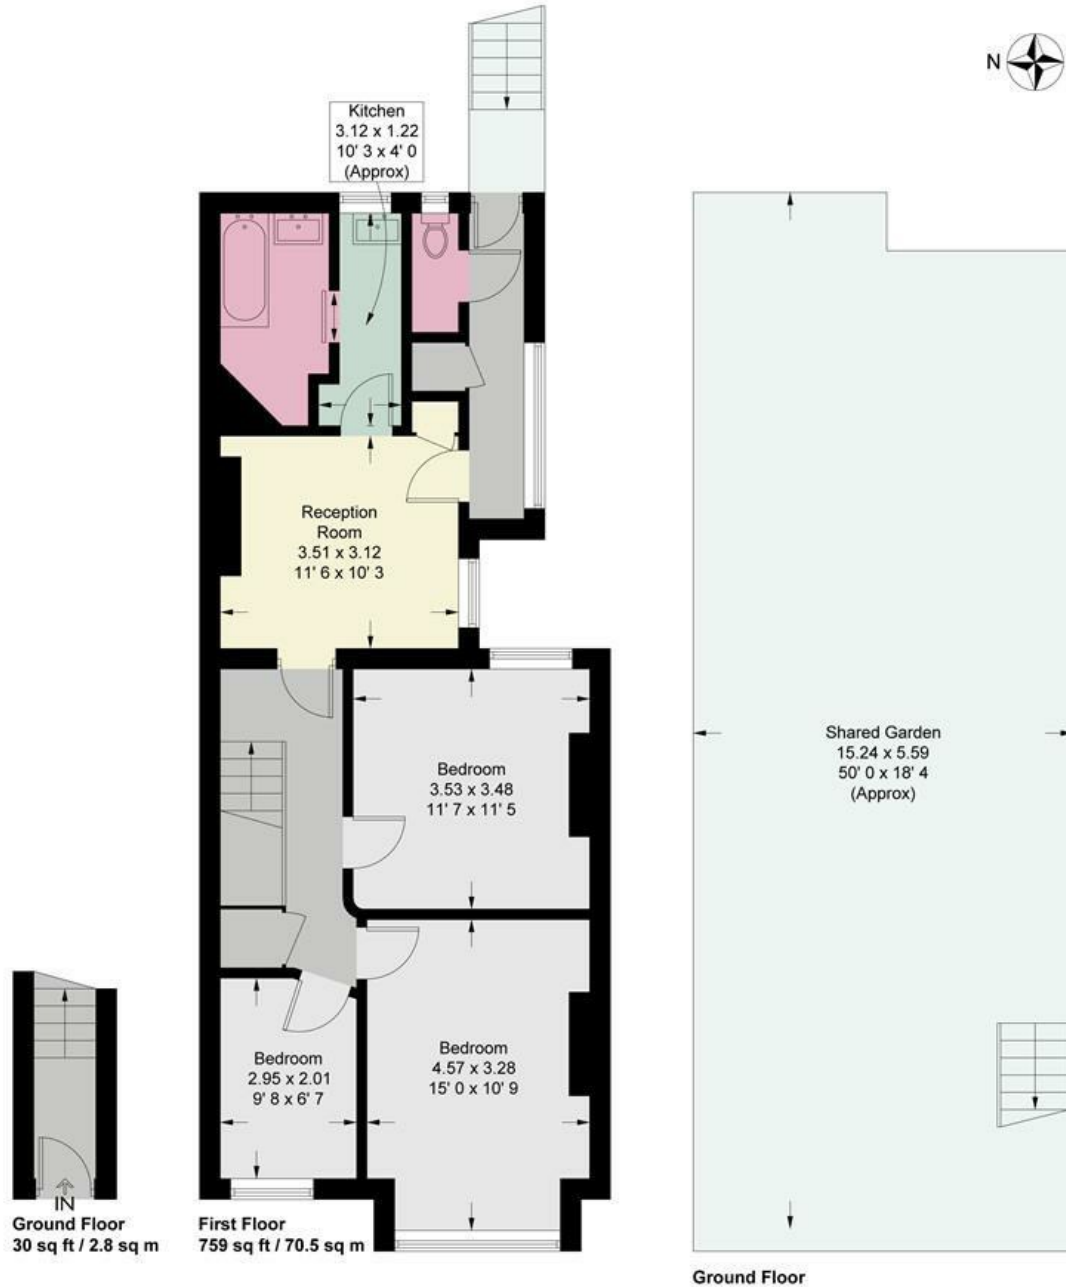 N
Kitchen
3.12 x 1.22
10' 3 x 4' 0
(Approx)
Reception
Room
3.51 x 3.12
11' 6 x 10' 3
Shared Garden
15.24 x 5.59
50' 0 x 18' 4
(Approx)
Bedroom
3.53 x 3.48
11' 7 x 11' 5
Bedroom
2.95 x 2.01
9' 8 x 6' 7
Bedroom
4.57 x 3.28
15' 0 x 10' 9
IN
Ground Floor
30 sq ft / 2.8 sq m
First Floor
759 sq ft / 70.5 sq m
Ground Floor